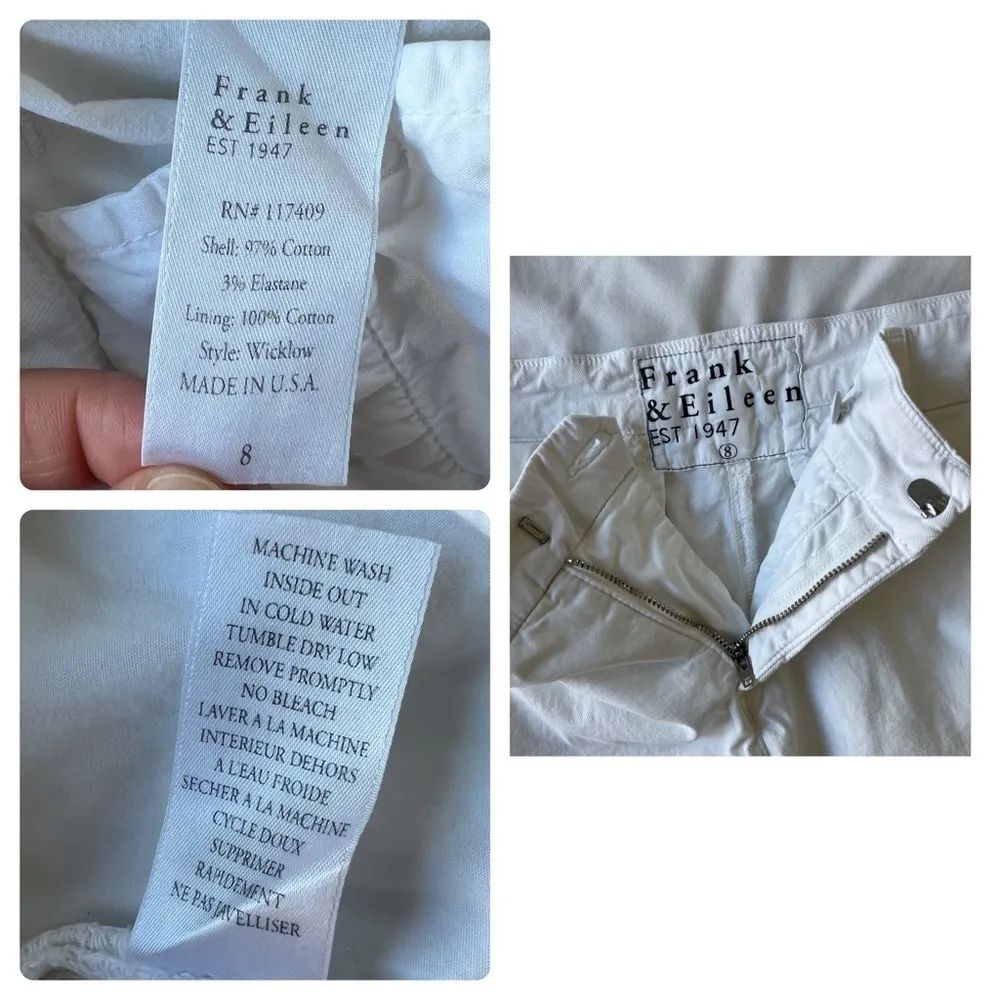 Frank
& Eileen
EST 1947
RN# 117409
Shell: 97% Cotton
3% Elastane
Lining: 100% Cotton
Style: Wicklow
MADE IN U.S.A.
8
MACHINE WASH
INSIDE OUT
IN COLD WATER
TUMBLE DRY LOW
REMOVE PROMPTLY
NO BLEACH
LAVER A LA MACHINE
INTERIEUR DEHORS
A L'EAU FROIDE
SECHER A LA MACHINE
CYCLE DOUX
SUPPRIMER
RAPIDEMENT
NE PAS JAVELLISER
Frank
& Eileen
EST 1947
8